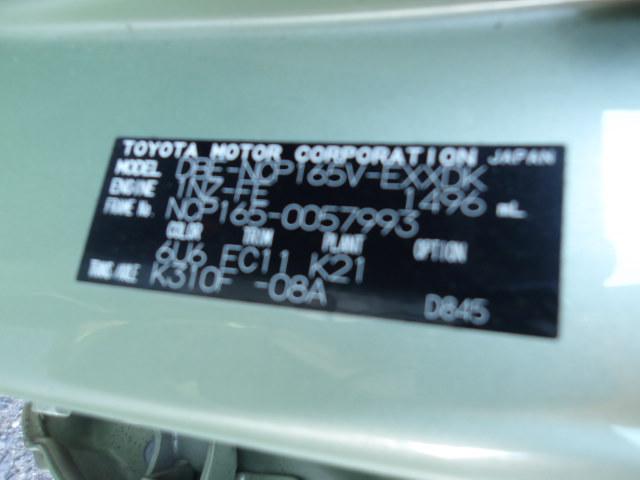 TOYOTA MOTOR CORPORATION JAPAN
MODEL DBE-NCP165V-EXXDK
ENGINE 1NZ-FE 1496 mL
FRAME No. NCP165-0057993
COLOR TRIM PLANT OPTION
6U6 EC11 K21
TRANS/AXLE K310F -08A
D845